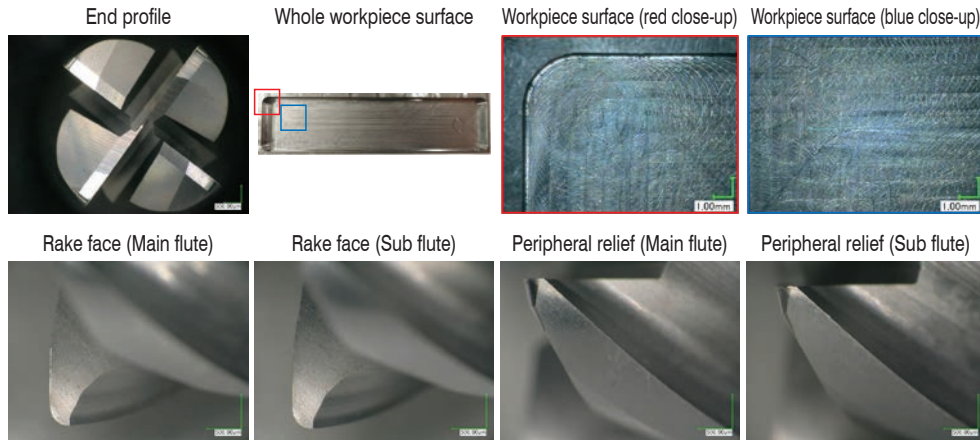 End profile
Whole workpiece surface
Workpiece surface (red close-up)
Workpiece surface (blue close-up)
1.00mm
1.00mm
Rake face (Main flute)
Rake face (Sub flute)
Peripheral relief (Main flute)
Peripheral relief (Sub flute)